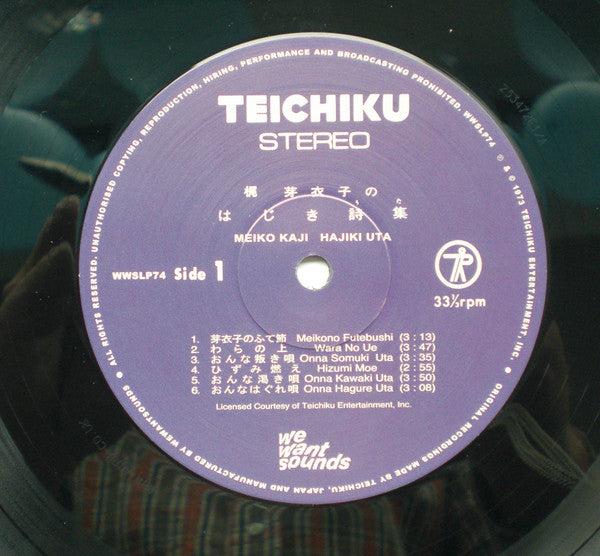 TEICHIKU
STEREO
梶芽衣子の
はじき詩集
うた
MEIKO KAJI HAJIKI UTA
WWSLP74 Side 1
33⅓rpm
1. 芽衣子のふて節 Meikono Futebushi (3:13)
2. わらの上 Wara No Ue (3:47)
3. おんな叛き唄 Onna Somuki Uta (3:35)
4. ひずみ燃え Hizumi Moe (2:55)
5. おんな渇き唄 Onna Kawaki Uta (3:50)
6. おんなはぐれ唄 Onna Hagure Uta (3:08)
Licensed Courtesy of Teichiku Entertainment, Inc.
we
want
sounds
ALL RIGHTS RESERVED. UNAUTHORISED COPYING, REPRODUCTION, HIRING, PERFORMANCE AND BROADCASTING PROHIBITED. WWSLP74 ℗ & © 1973 TEICHIKU ENTERTAINMENT, INC. • ORIGINAL RECORDINGS MADE BY TEICHIKU, JAPAN AND MANUFACTURED BY WEWANTSOUNDS •